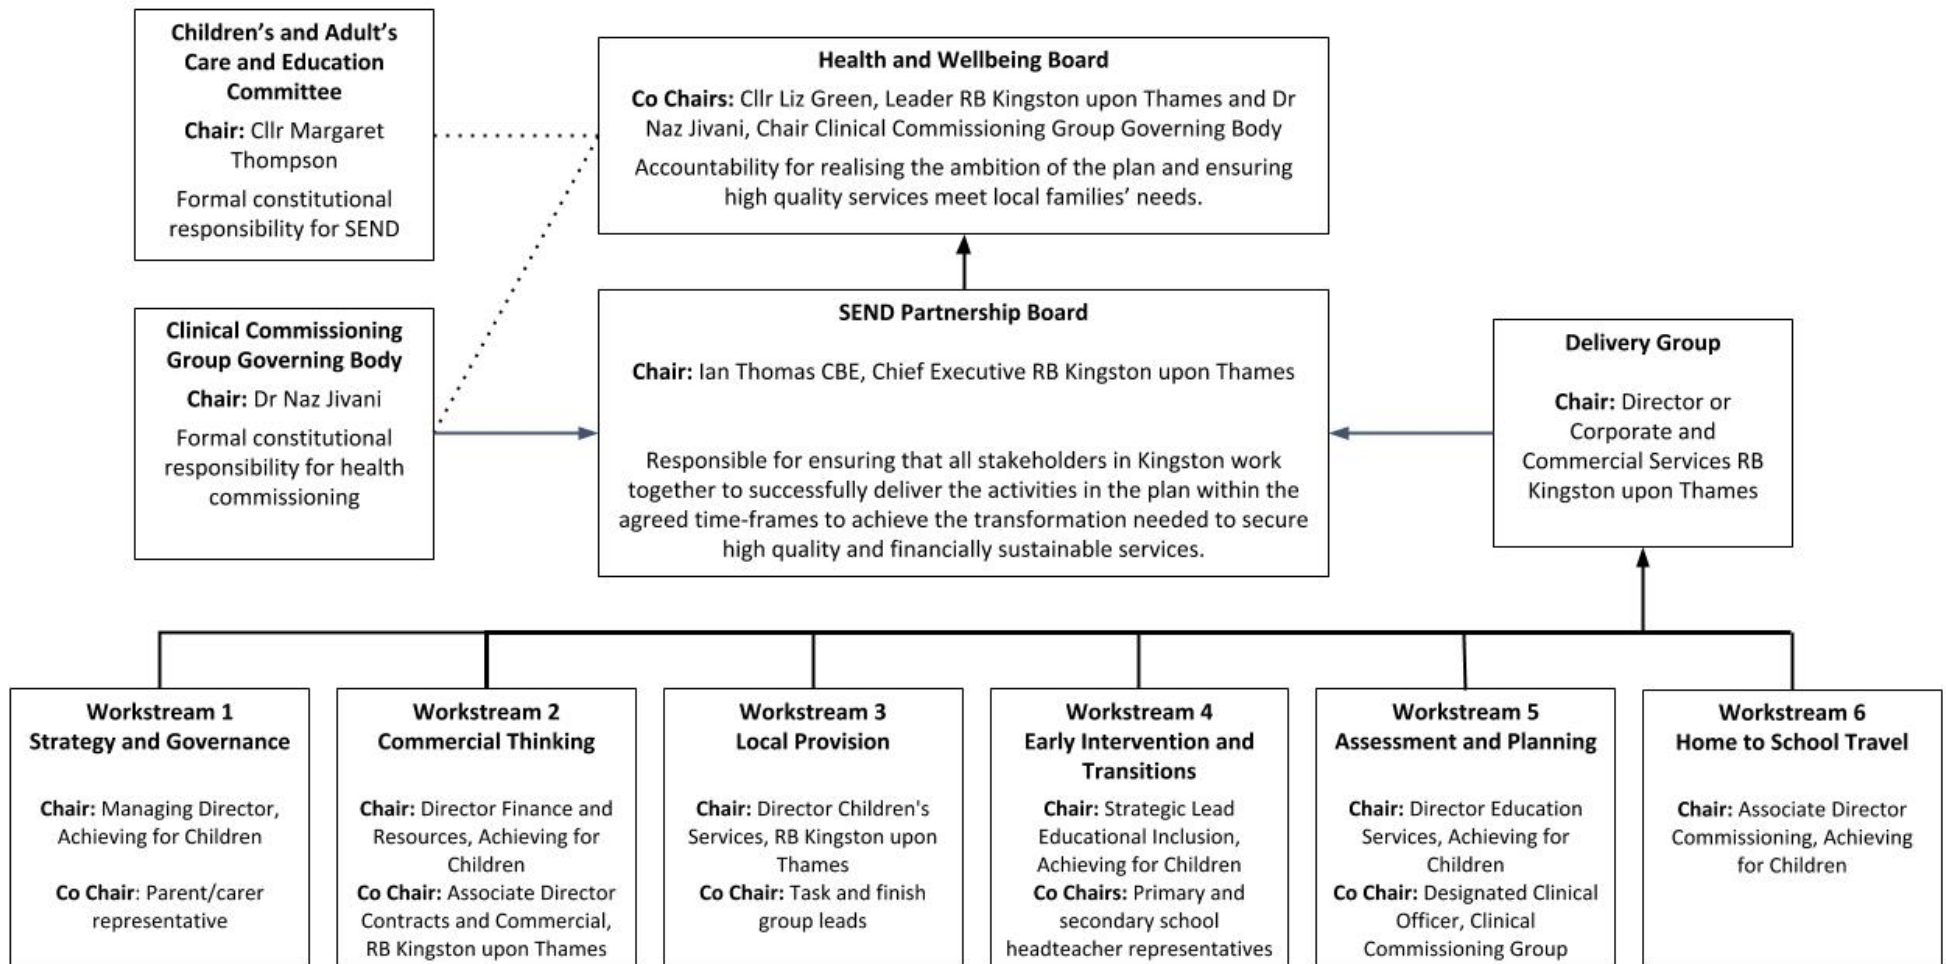 Children’s and Adult’s
Care and Education
Committee
Chair: Cllr Margaret
Thompson
Formal constitutional
responsibility for SEND
Health and Wellbeing Board
Co Chairs: Cllr Liz Green, Leader RB Kingston upon Thames and Dr
Naz Jivani, Chair Clinical Commissioning Group Governing Body
Accountability for realising the ambition of the plan and ensuring
high quality services meet local families’ needs.
Clinical Commissioning
Group Governing Body
Chair: Dr Naz Jivani
Formal constitutional
responsibility for health
commissioning
SEND Partnership Board
Chair: Ian Thomas CBE, Chief Executive RB Kingston upon Thames
Responsible for ensuring that all stakeholders in Kingston work
together to successfully deliver the activities in the plan within the
agreed time-frames to achieve the transformation needed to secure
high quality and financially sustainable services.
Delivery Group
Chair: Director or
Corporate and
Commercial Services RB
Kingston upon Thames
Workstream 1
Strategy and Governance
Chair: Managing Director,
Achieving for Children
Co Chair: Parent/carer
representative
Workstream 2
Commercial Thinking
Chair: Director Finance and
Resources, Achieving for
Children
Co Chair: Associate Director
Contracts and Commercial,
RB Kingston upon Thames
Workstream 3
Local Provision
Chair: Director Children's
Services, RB Kingston upon
Thames
Co Chair: Task and finish
group leads
Workstream 4
Early Intervention and
Transitions
Chair: Strategic Lead
Educational Inclusion,
Achieving for Children
Co Chairs: Primary and
secondary school
headteacher representatives
Workstream 5
Assessment and Planning
Chair: Director Education
Services, Achieving for
Children
Co Chair: Designated Clinical
Officer, Clinical
Commissioning Group
Workstream 6
Home to School Travel
Chair: Associate Director
Commissioning, Achieving
for Children